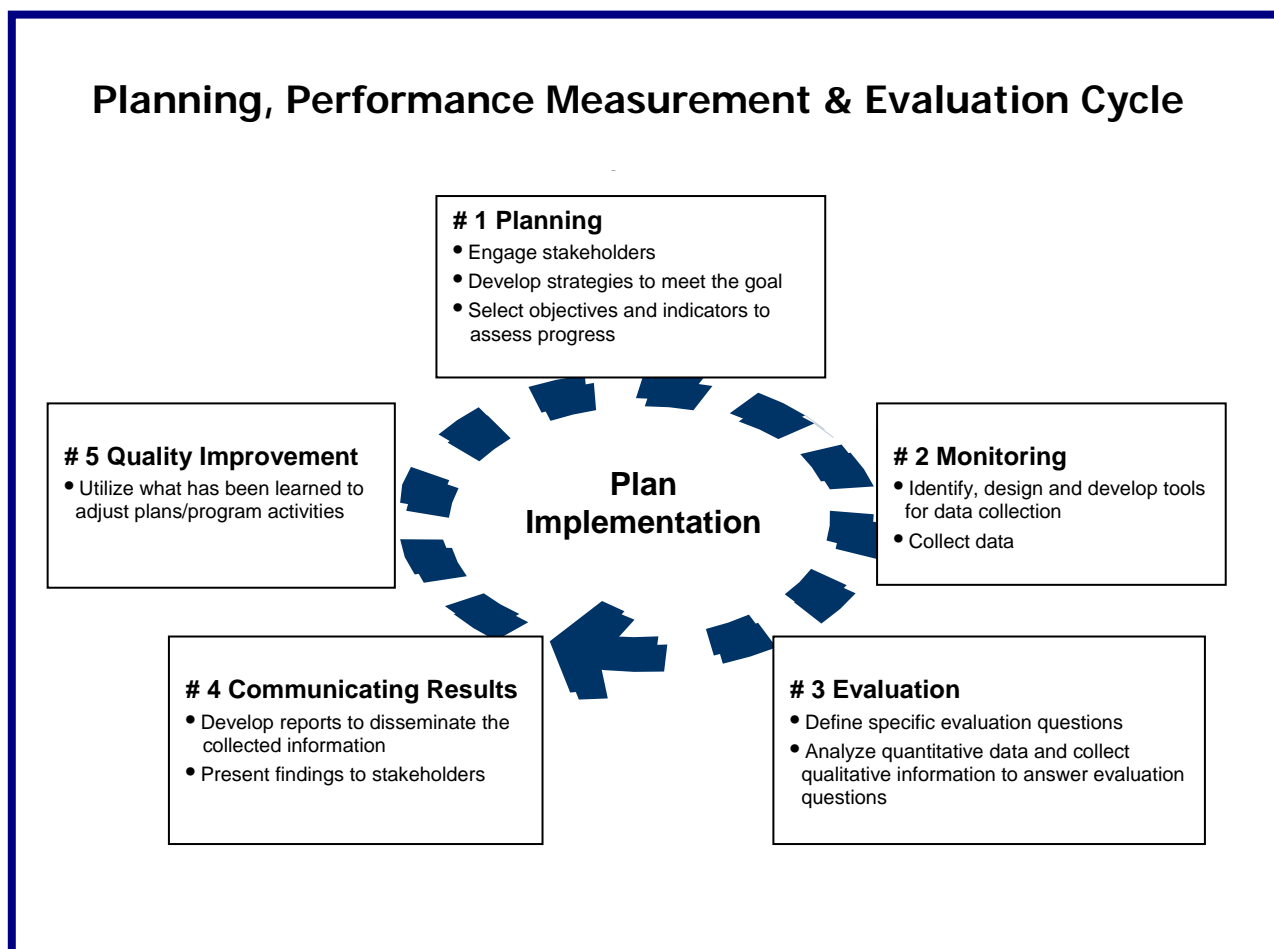 Planning, Performance Measurement & Evaluation Cycle
# 1 Planning
• Engage stakeholders
• Develop strategies to meet the goal
• Select objectives and indicators to
assess progress
# 5 Quality Improvement
• Utilize what has been learned to
adjust plans/program activities
Plan
Implementation
# 2 Monitoring
• Identify, design and develop tools
for data collection
• Collect data
# 4 Communicating Results
• Develop reports to disseminate the
collected information
• Present findings to stakeholders
# 3 Evaluation
• Define specific evaluation questions
• Analyze quantitative data and collect
qualitative information to answer evaluation
questions